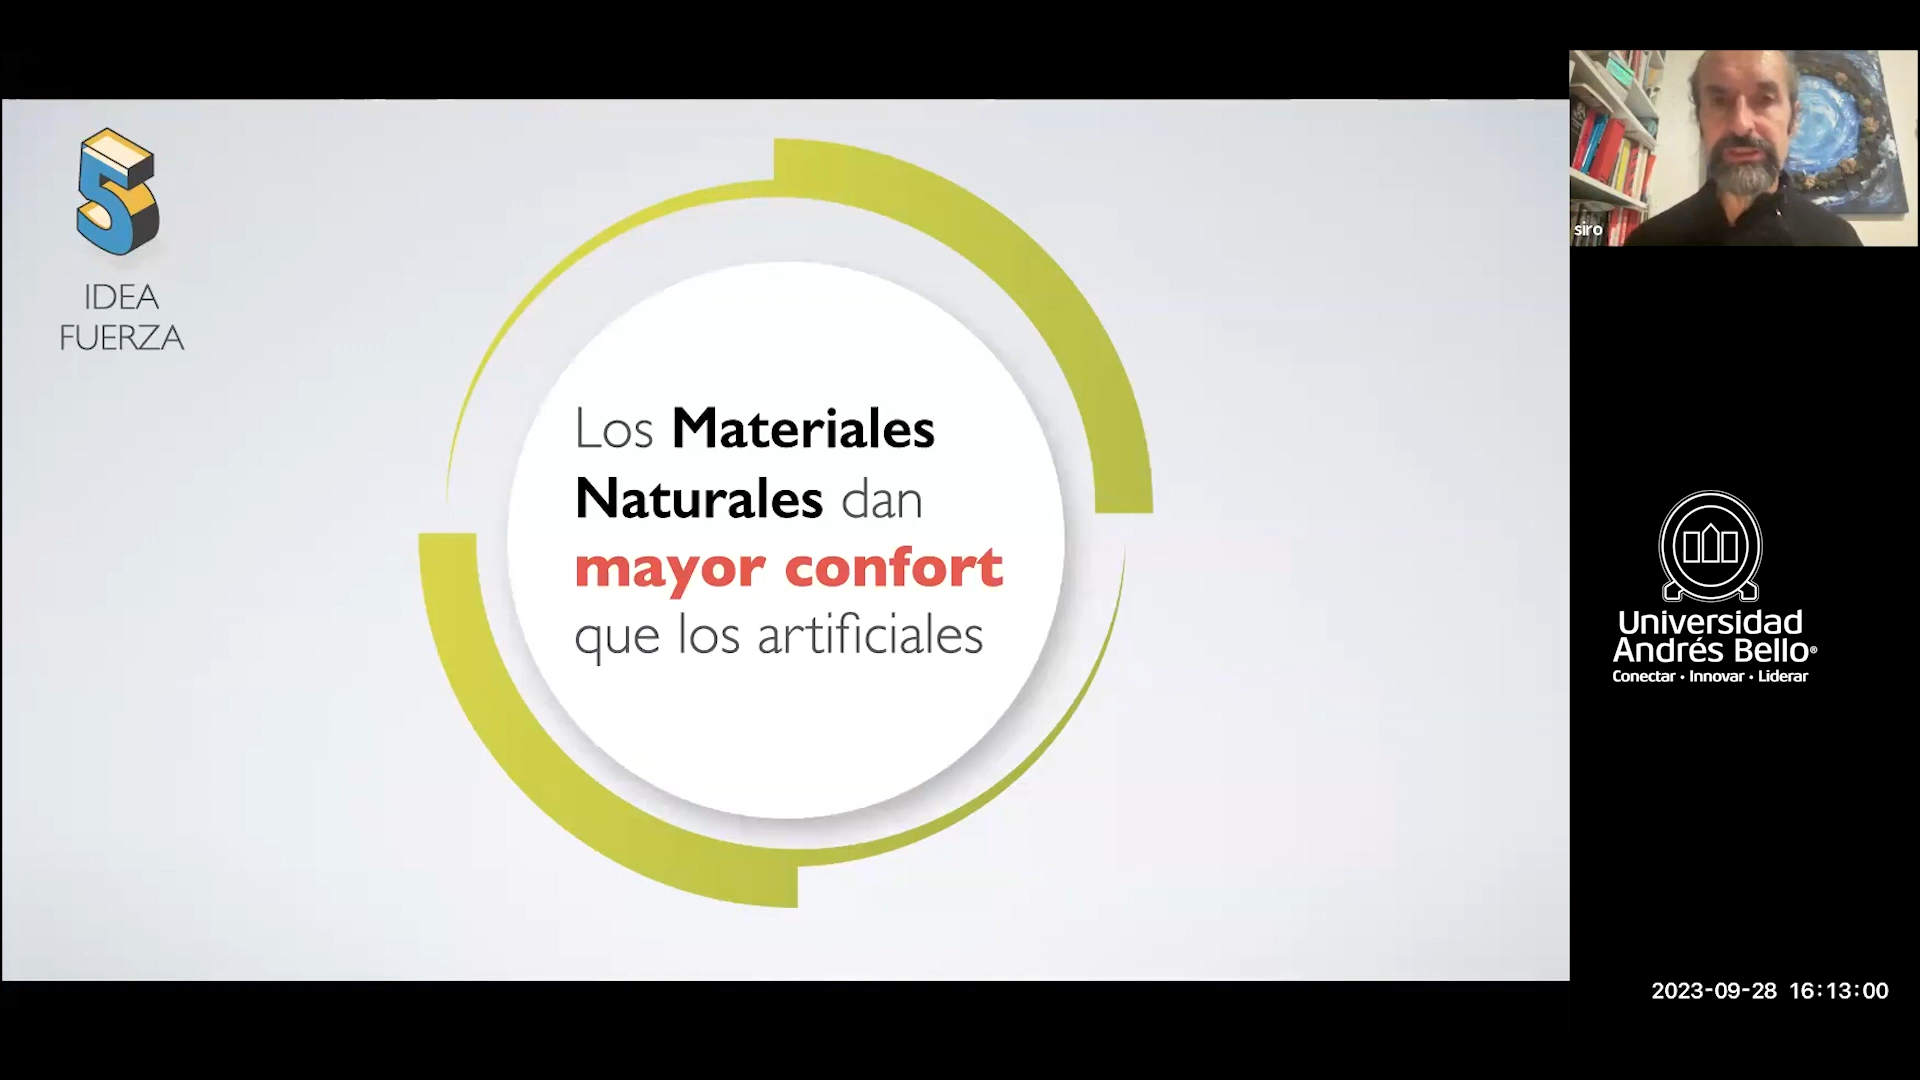 5
IDEA
FUERZA
Los Materiales
Naturales dan
mayor confort
que los artificiales
siro
Universidad
Andrés Bello®
Conectar • Innovar • Liderar
2023-09-28 16:13:00